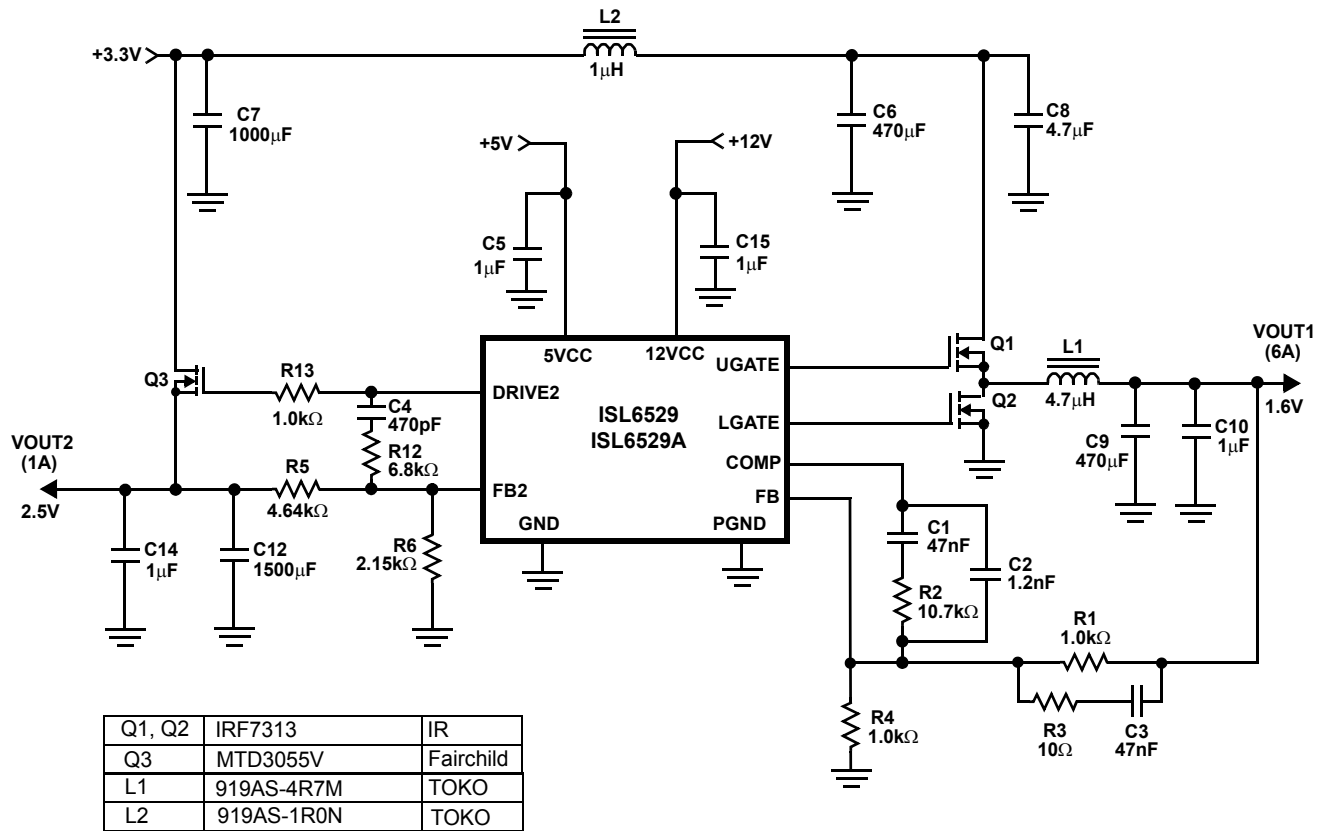 L2
+3.3V
1μH
C7
1000μF
C6
470μF
C8
4.7μF
+5V
+12V
C5
1μF
C15
1μF
5VCC
12VCC
UGATE
Q1
L1
4.7μH
VOUT1
(6A)
1.6V
Q3
R13
1.0kΩ
DRIVE2
C4
470pF
R12
6.8kΩ
ISL6529
ISL6529A
LGATE
Q2
C9
470μF
C10
1μF
COMP
VOUT2
(1A)
2.5V
R5
4.64kΩ
FB2
FB
GND
PGND
C14
1μF
C12
1500μF
R6
2.15kΩ
C1
47nF
C2
1.2nF
R2
10.7kΩ
R1
1.0kΩ
R4
1.0kΩ
R3
10Ω
C3
47nF
Q1, Q2 IRF7313 IR
Q3 MTD3055V Fairchild
L1 919AS-4R7M TOKO
L2 919AS-1R0N TOKO